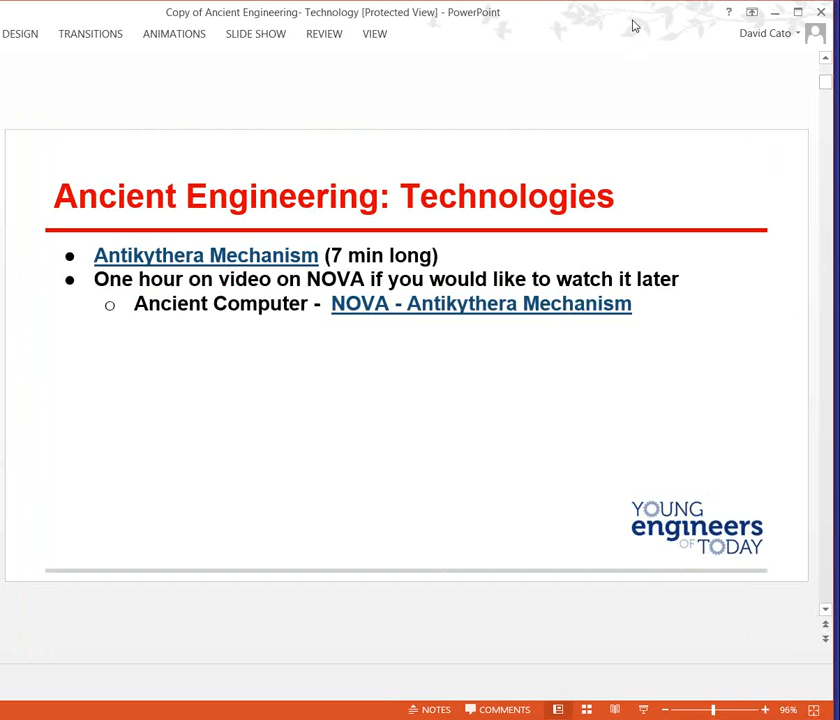 Copy of Ancient Engineering- Technology [Protected View] - PowerPoint
?
DESIGN TRANSITIONS ANIMATIONS SLIDE SHOW REVIEW VIEW David Cato
Ancient Engineering: Technologies
● Antikythera Mechanism (7 min long)
● One hour on video on NOVA if you would like to watch it later
○ Ancient Computer - NOVA - Antikythera Mechanism
YOUNG
engineers
OF TODAY
NOTES COMMENTS 96%